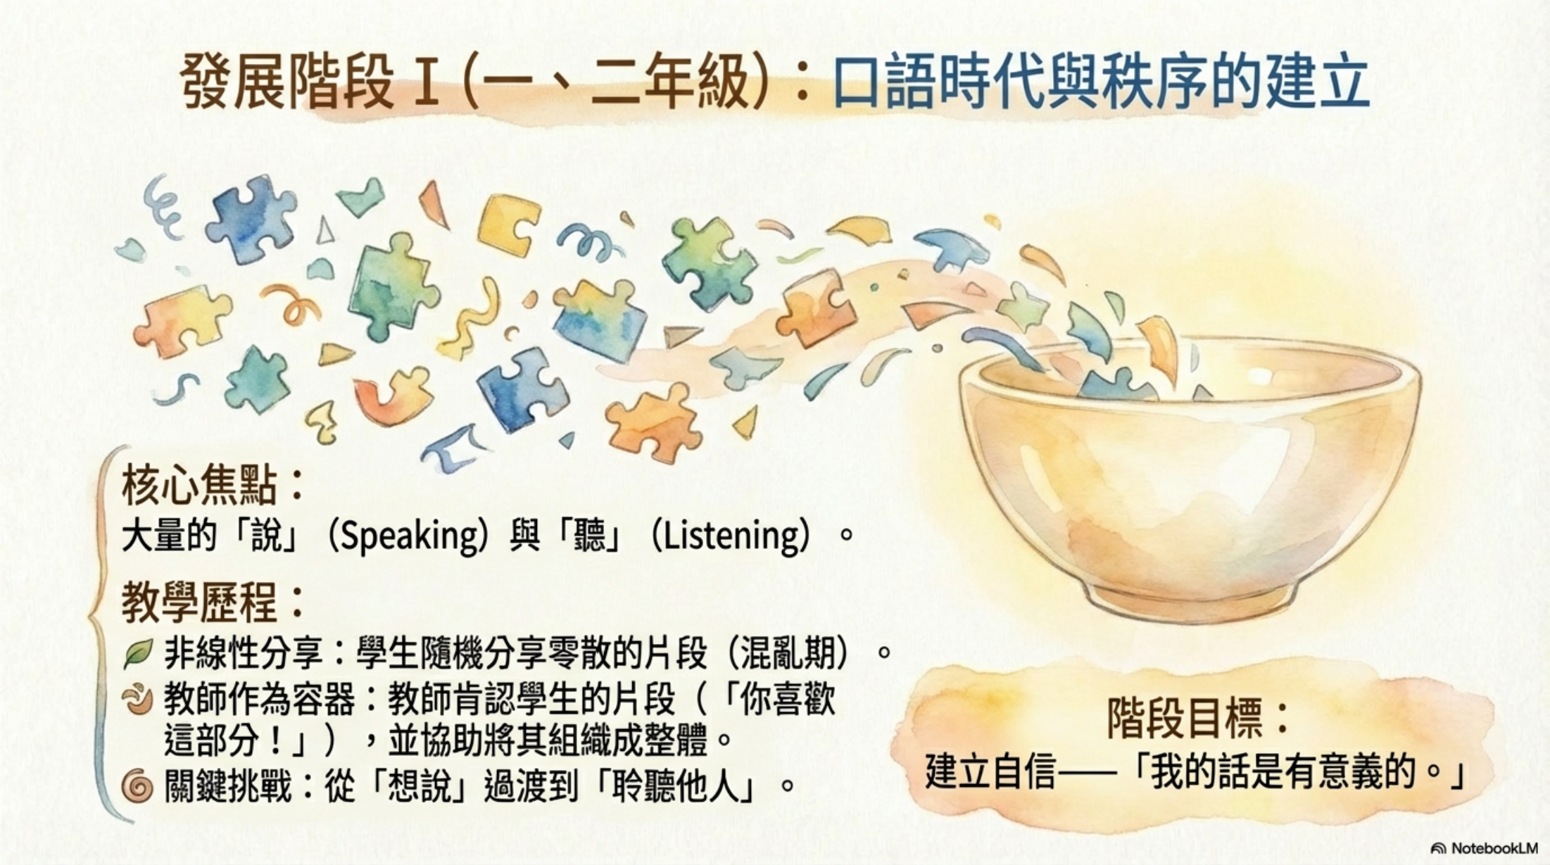 發展階段 I（一、二年級）：口語時代與秩序的建立
核心焦點：
大量的「說」（Speaking）與「聽」（Listening）。
教學歷程：
非線性分享：學生隨機分享零散的片段（混亂期）。
教師作為容器：教師肯認學生的片段（「你喜歡
這部分！」），並協助將其組織成整體。
關鍵挑戰：從「想說」過渡到「聆聽他人」。
階段目標：
建立自信——「我的話是有意義的。」
NotebookLM